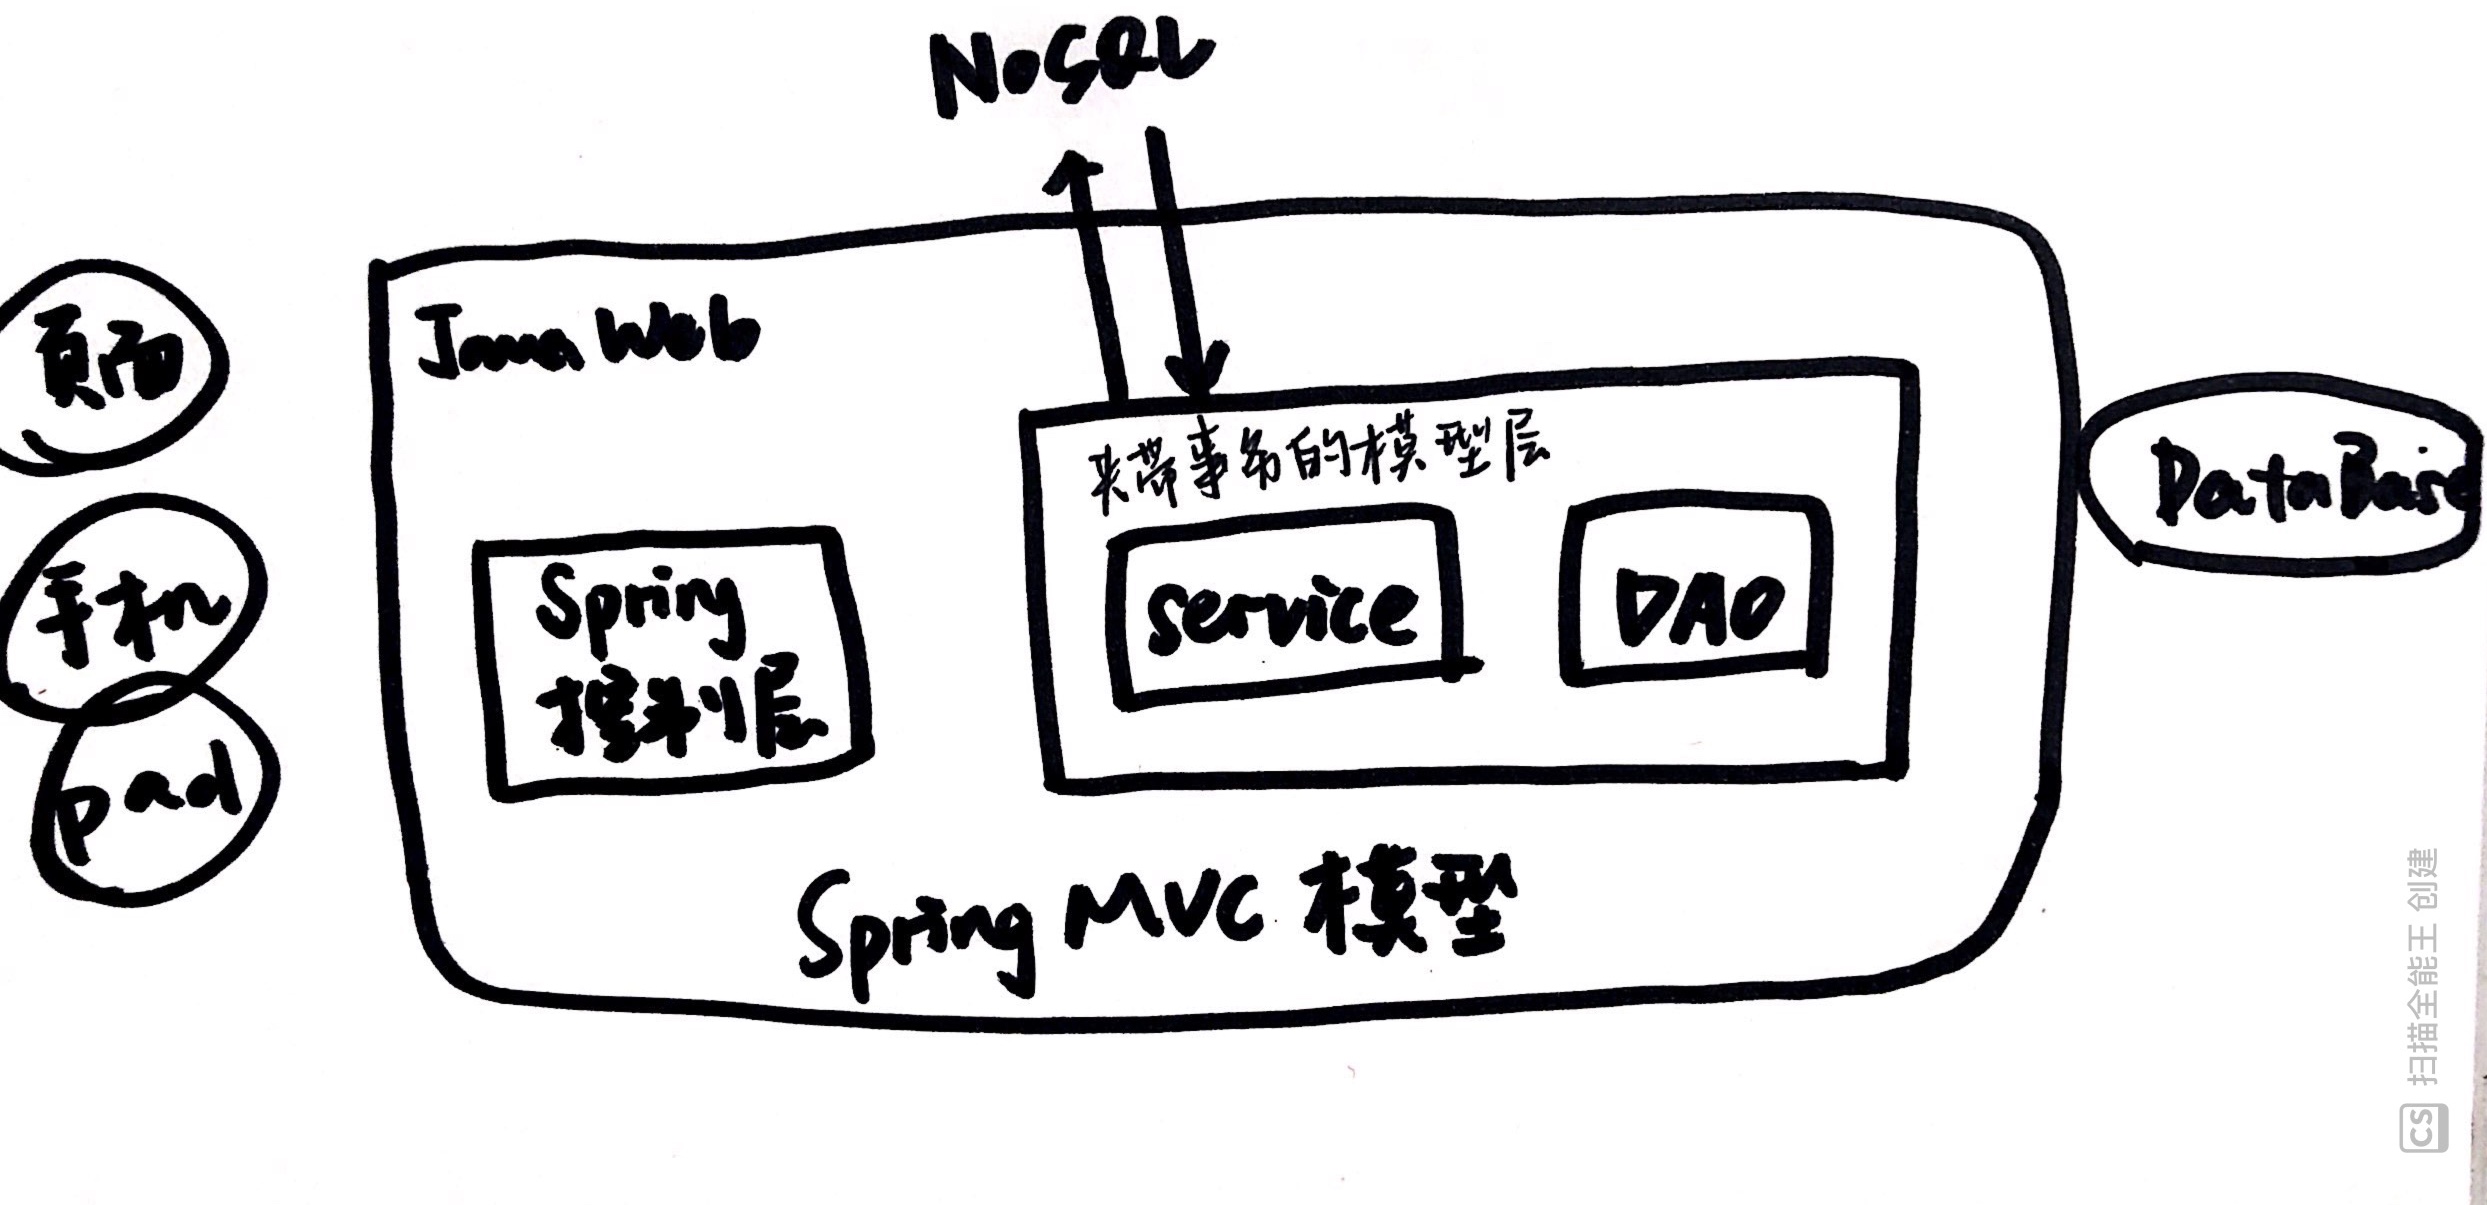 NoSQL
页面
Java Web
来带事务的模型层
DataBase
手机
Spring
控制层
service
DAO
pad
Spring MVC 模型
CS 扫描全能王 创建